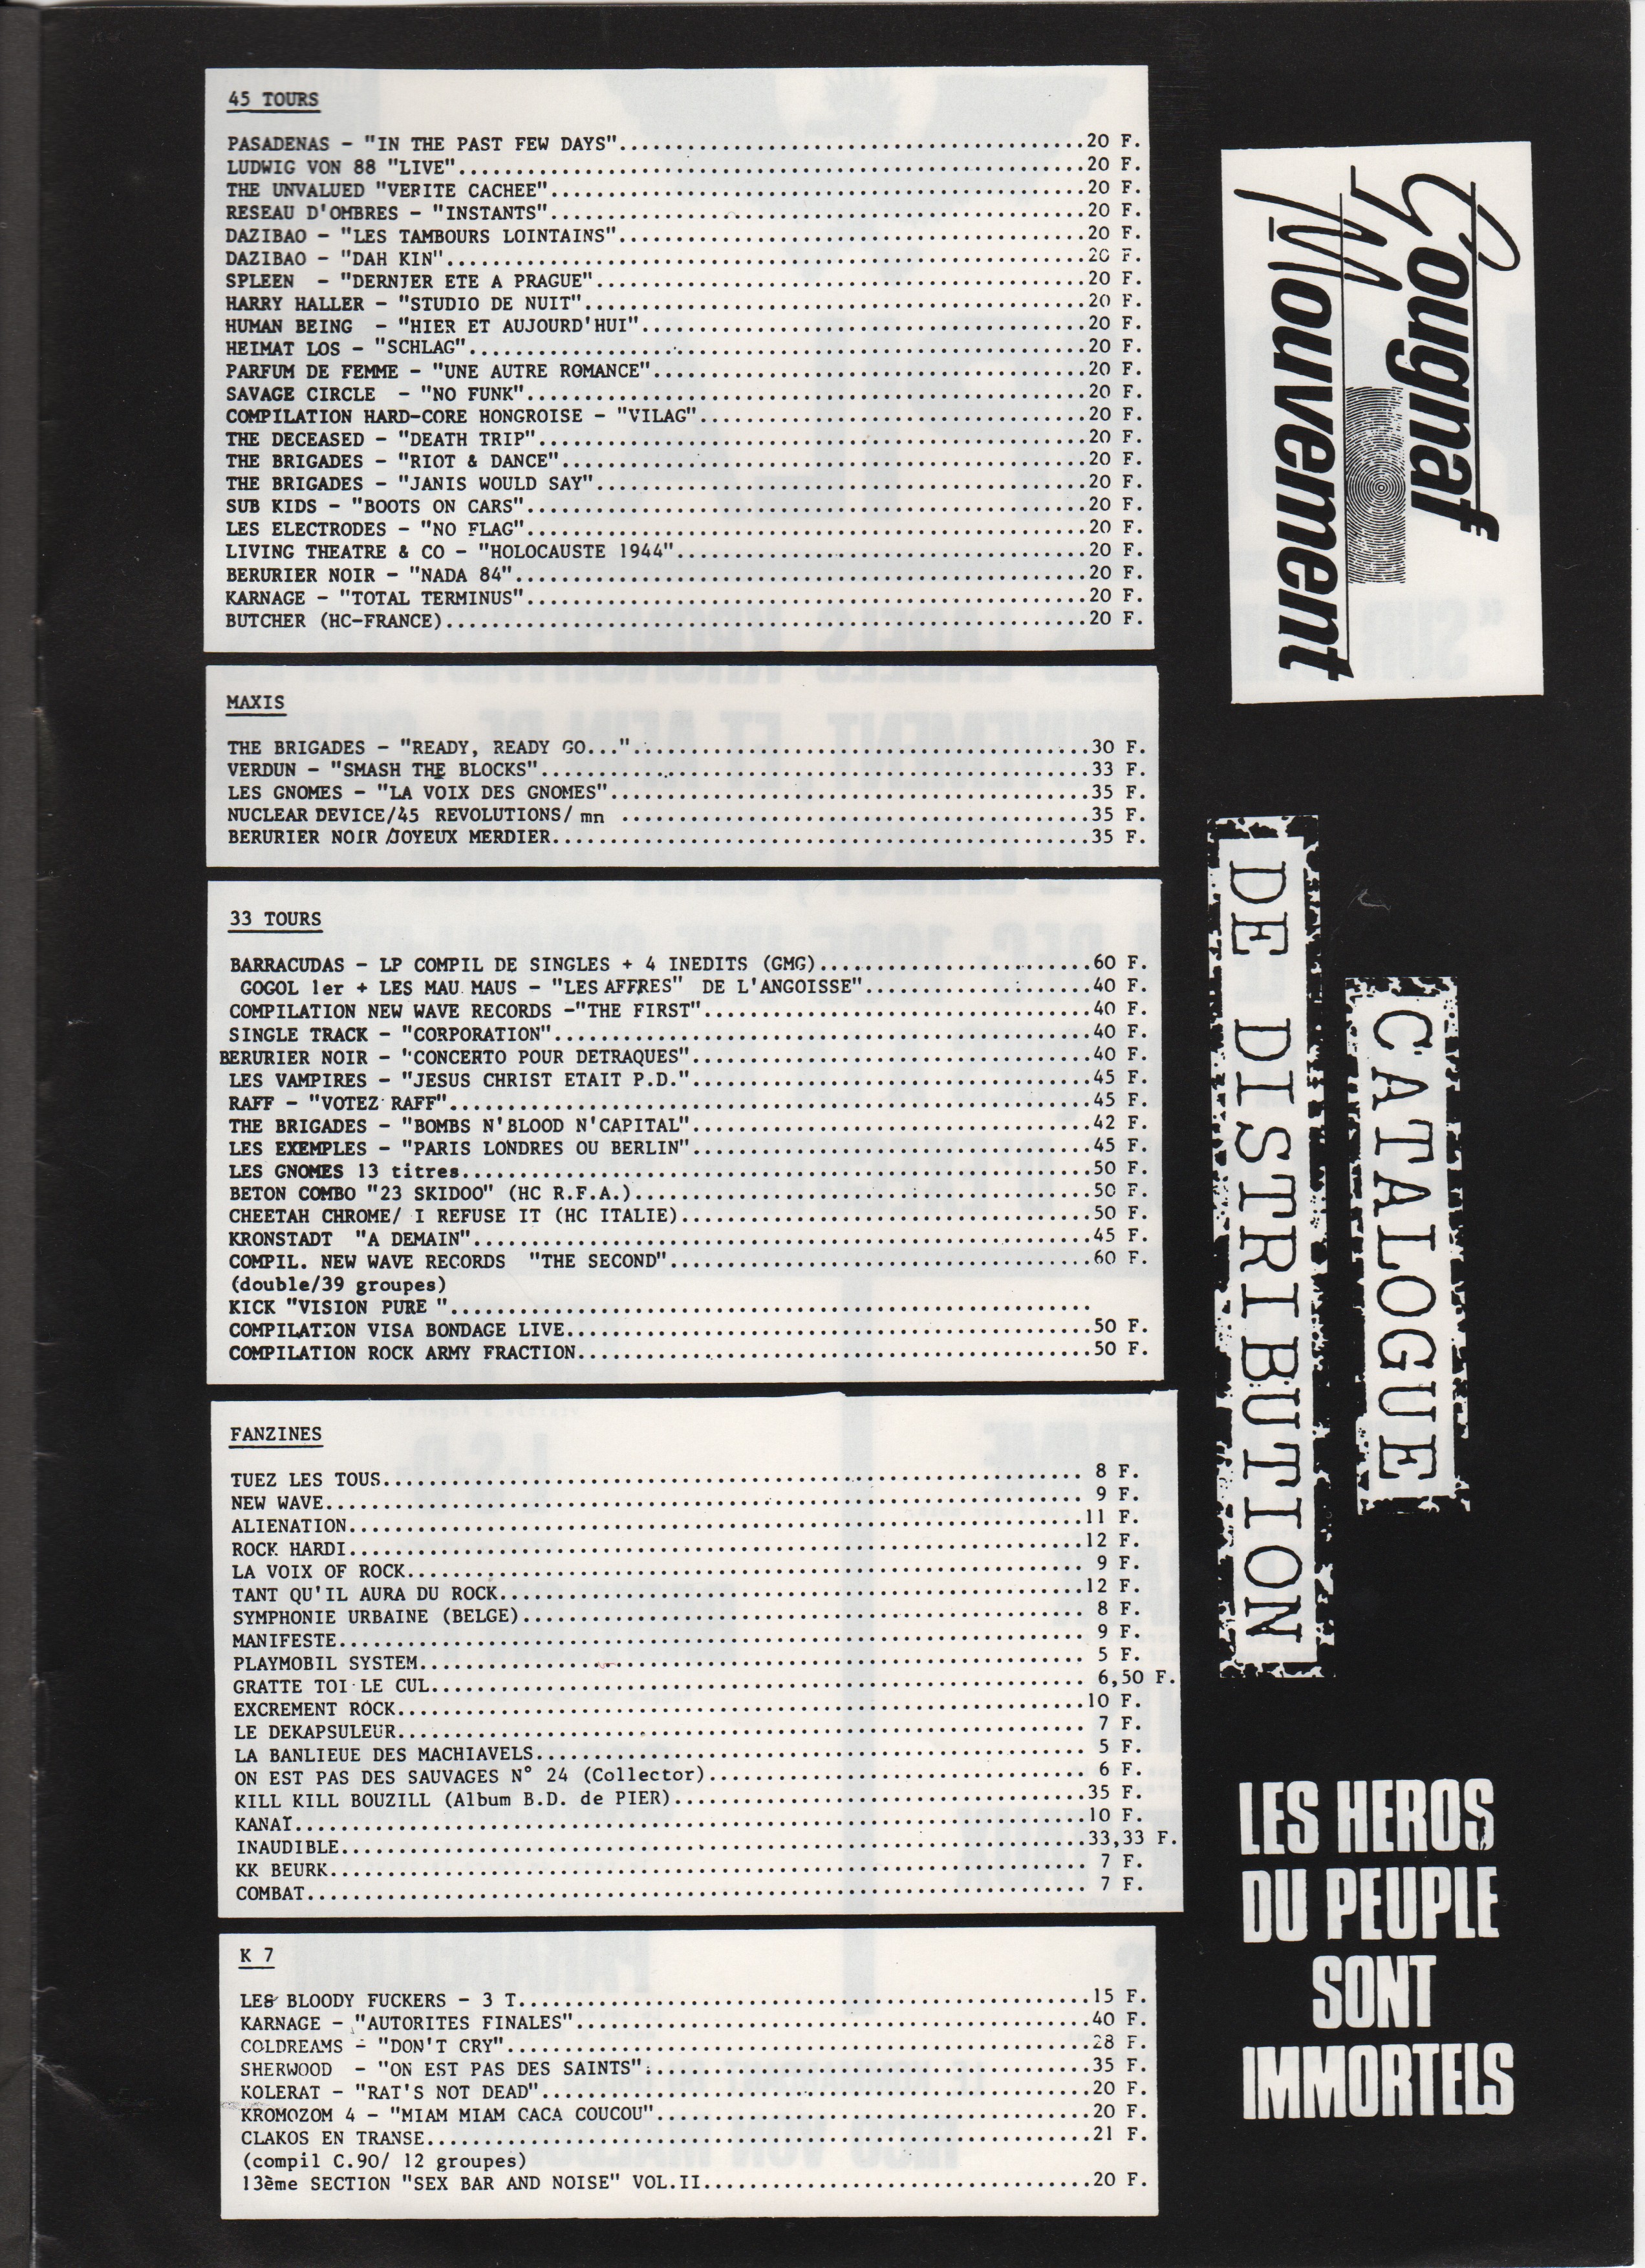 45 TOURS
PASADENAS - "IN THE PAST FEW DAYS"........................................20 F.
LUDWIG VON 88 "LIVE"......................................................20 F.
THE UNVALUED "VERITE CACHEE"..............................................20 F.
RESEAU D'OMBRES - "INSTANTS"..............................................20 F.
DAZIBAO - "LES TAMBOURS LOINTAINS"........................................20 F.
DAZIBAO - "DAH KIN".......................................................20 F.
SPLEEN - "DERNIER ETE A PRAGUE"..........................................20 F.
HARRY HALLER - "STUDIO DE NUIT"...........................................20 F.
HUMAN BEING - "HIER ET AUJOURD'HUI"......................................20 F.
HEIMAT LOS - "SCHLAG".....................................................20 F.
PARFUM DE FEMME - "UNE AUTRE ROMANCE".....................................20 F.
SAVAGE CIRCLE - "NO FUNK"................................................20 F.
COMPILATION HARD-CORE HONGROISE - "VILAG".................................20 F.
THE DECEASED - "DEATH TRIP"...............................................20 F.
THE BRIGADES - "RIOT & DANCE".............................................20 F.
THE BRIGADES - "JANIS WOULD SAY"..........................................20 F.
SUB KIDS - "BOOTS ON CARS"................................................20 F.
LES ELECTRODES - "NO FLAG"................................................20 F.
LIVING THEATRE & CO - "HOLOCAUSTE 1944"...................................20 F.
BERURIER NOIR - "NADA 84".................................................20 F.
KARNAGE - "TOTAL TERMINUS"................................................20 F.
BUTCHER (HC-FRANCE).......................................................20 F.
MAXIS
THE BRIGADES - "READY, READY GO...".......................................30 F.
VERDUN - "SMASH THE BLOCKS"...............................................33 F.
LES GNOMES - "LA VOIX DES GNOMES".........................................35 F.
NUCLEAR DEVICE/45 REVOLUTIONS/mn ........................................35 F.
BERURIER NOIR /JOYEUX MERDIER.............................................35 F.
33 TOURS
BARRACUDAS - LP COMPIL DE SINGLES + 4 INEDITS (GMG).......................60 F.
GOGOL 1er + LES MAU MAUS - "LES AFFRES" DE L'ANGOISSE"...................40 F.
COMPILATION NEW WAVE RECORDS -"THE FIRST".................................40 F.
SINGLE TRACK - "CORPORATION"..............................................40 F.
BERURIER NOIR - "CONCERTO POUR DETRAQUES".................................40 F.
LES VAMPIRES - "JESUS CHRIST ETAIT P.D."..................................45 F.
RAFF - "VOTEZ RAFF".......................................................45 F.
THE BRIGADES - "BOMBS N'BLOOD N'CAPITAL"..................................42 F.
LES EXEMPLES - "PARIS LONDRES OU BERLIN"..................................45 F.
LES GNOMES 13 titres......................................................50 F.
BETON COMBO "23 SKIDOO" (HC R.F.A.).......................................50 F.
CHEETAH CHROME/ I REFUSE IT (HC ITALIE)...................................50 F.
KRONSTADT "A DEMAIN".....................................................45 F.
COMPIL. NEW WAVE RECORDS "THE SECOND"....................................60 F.
(double/39 groupes)
KICK "VISION PURE ".......................................................
COMPILATION VISA BONDAGE LIVE.............................................50 F.
COMPILATION ROCK ARMY FRACTION............................................50 F.
FANZINES
TUEZ LES TOUS............................................................. 8 F.
NEW WAVE.................................................................. 9 F.
ALIENATION................................................................11 F.
ROCK HARDI................................................................12 F.
LA VOIX OF ROCK........................................................... 9 F.
TANT QU'IL AURA DU ROCK...................................................12 F.
SYMPHONIE URBAINE (BELGE)................................................. 8 F.
MANIFESTE................................................................. 9 F.
PLAYMOBIL SYSTEM.......................................................... 5 F.
GRATTE TOI LE CUL......................................................... 6,50 F.
EXCREMENT ROCK............................................................10 F.
LE DEKAPSULEUR............................................................ 7 F.
LA BANLIEUE DES MACHIAVELS................................................ 5 F.
ON EST PAS DES SAUVAGES N° 24 (Collector)................................. 6 F.
KILL KILL BOUZILL (Album B.D. de PIER)....................................35 F.
KANAÏ.....................................................................10 F.
INAUDIBLE.................................................................33,33 F.
KK BEURK.................................................................. 7 F.
COMBAT.................................................................... 7 F.
K 7
LES BLOODY FUCKERS - 3 T..................................................15 F.
KARNAGE - "AUTORITES FINALES".............................................40 F.
COLDREAMS - "DON'T CRY"...................................................28 F.
SHERWOOD - "ON EST PAS DES SAINTS".......................................35 F.
KOLERAT - "RAT'S NOT DEAD"................................................20 F.
KROMOZOM 4 - "MIAM MIAM CACA COUCOU"......................................20 F.
CLAKOS EN TRANSE..........................................................21 F.
(compil C.90/ 12 groupes)
13ème SECTION "SEX BAR AND NOISE" VOL.II..................................20 F.
Gougnaf
Mouvement
CATALOGUE
DE DISTRIBUTION
LES HEROS
DU PEUPLE
SONT
IMMORTELS